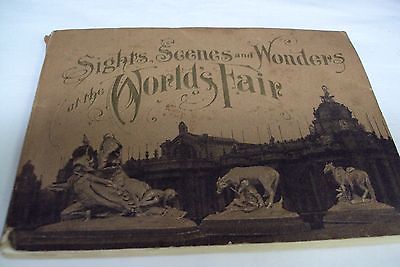 Sights, Scenes and Wonders
at the World's Fair